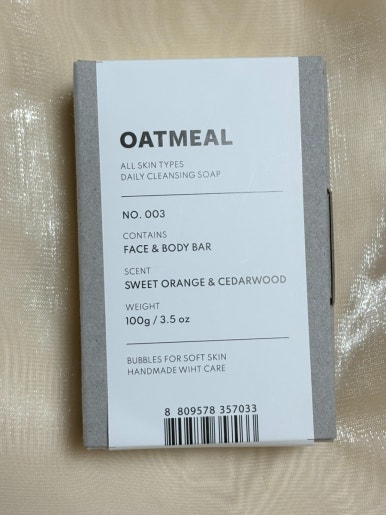 OATMEAL
ALL SKIN TYPES
DAILY CLEANSING SOAP
NO. 003
CONTAINS
FACE & BODY BAR
SCENT
SWEET ORANGE & CEDARWOOD
WEIGHT
100g / 3.5 oz
BUBBLES FOR SOFT SKIN
HANDMADE WIHT CARE
8 809578 357033